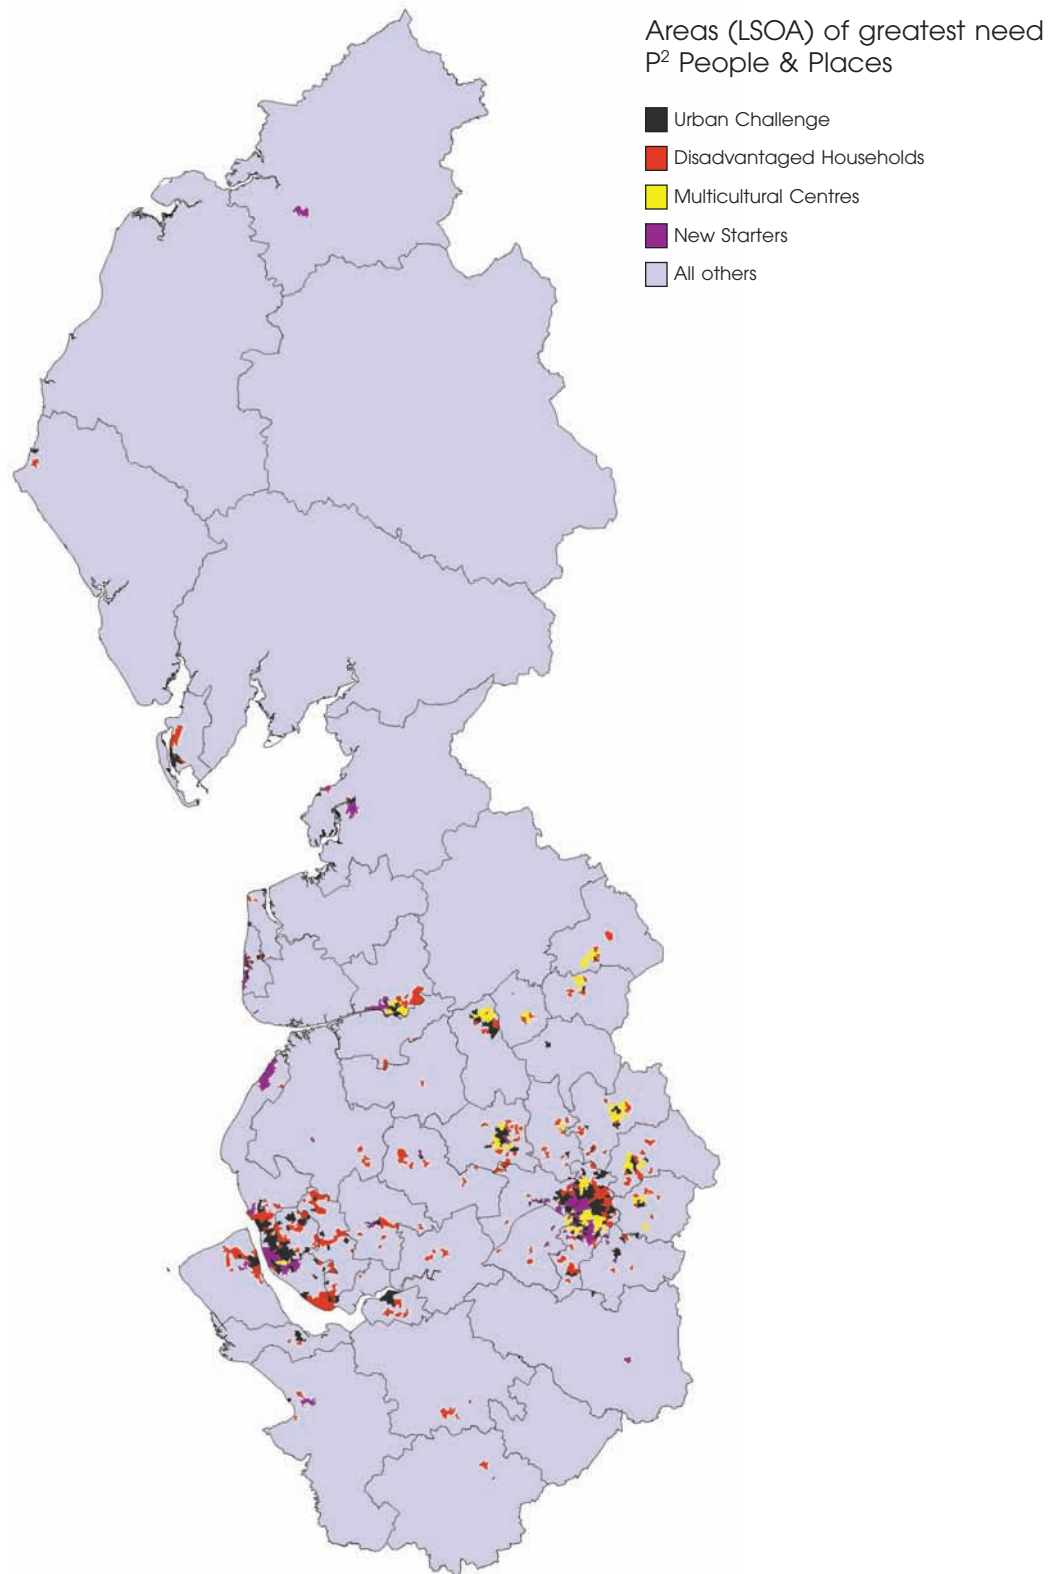 Areas (LSOA) of greatest need
P² People & Places
Urban Challenge
Disadvantaged Households
Multicultural Centres
New Starters
All others